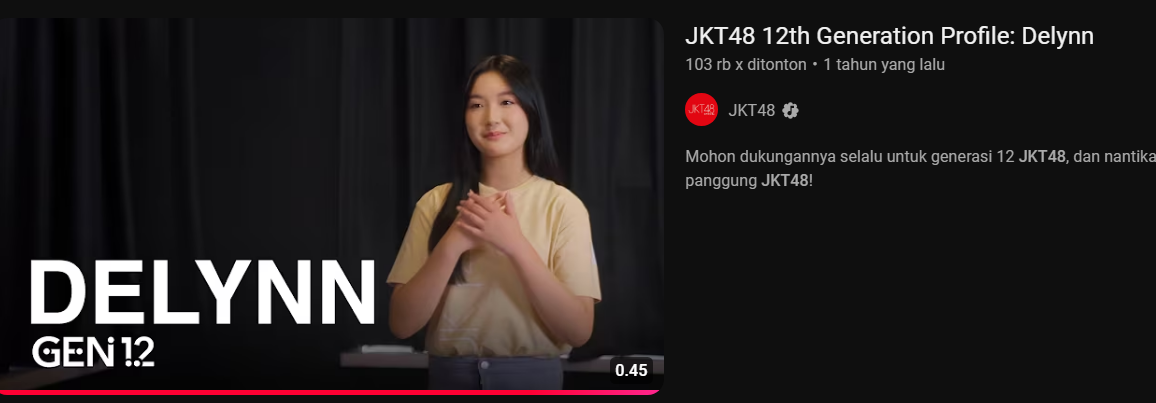 JKT48 12th Generation Profile: Delynn
103 rb x ditonton • 1 tahun yang lalu
JKT48
JKT48
Mohon dukungannya selalu untuk generasi 12 JKT48, dan nantika
panggung JKT48!
DELYNN
GEN 12
0.45